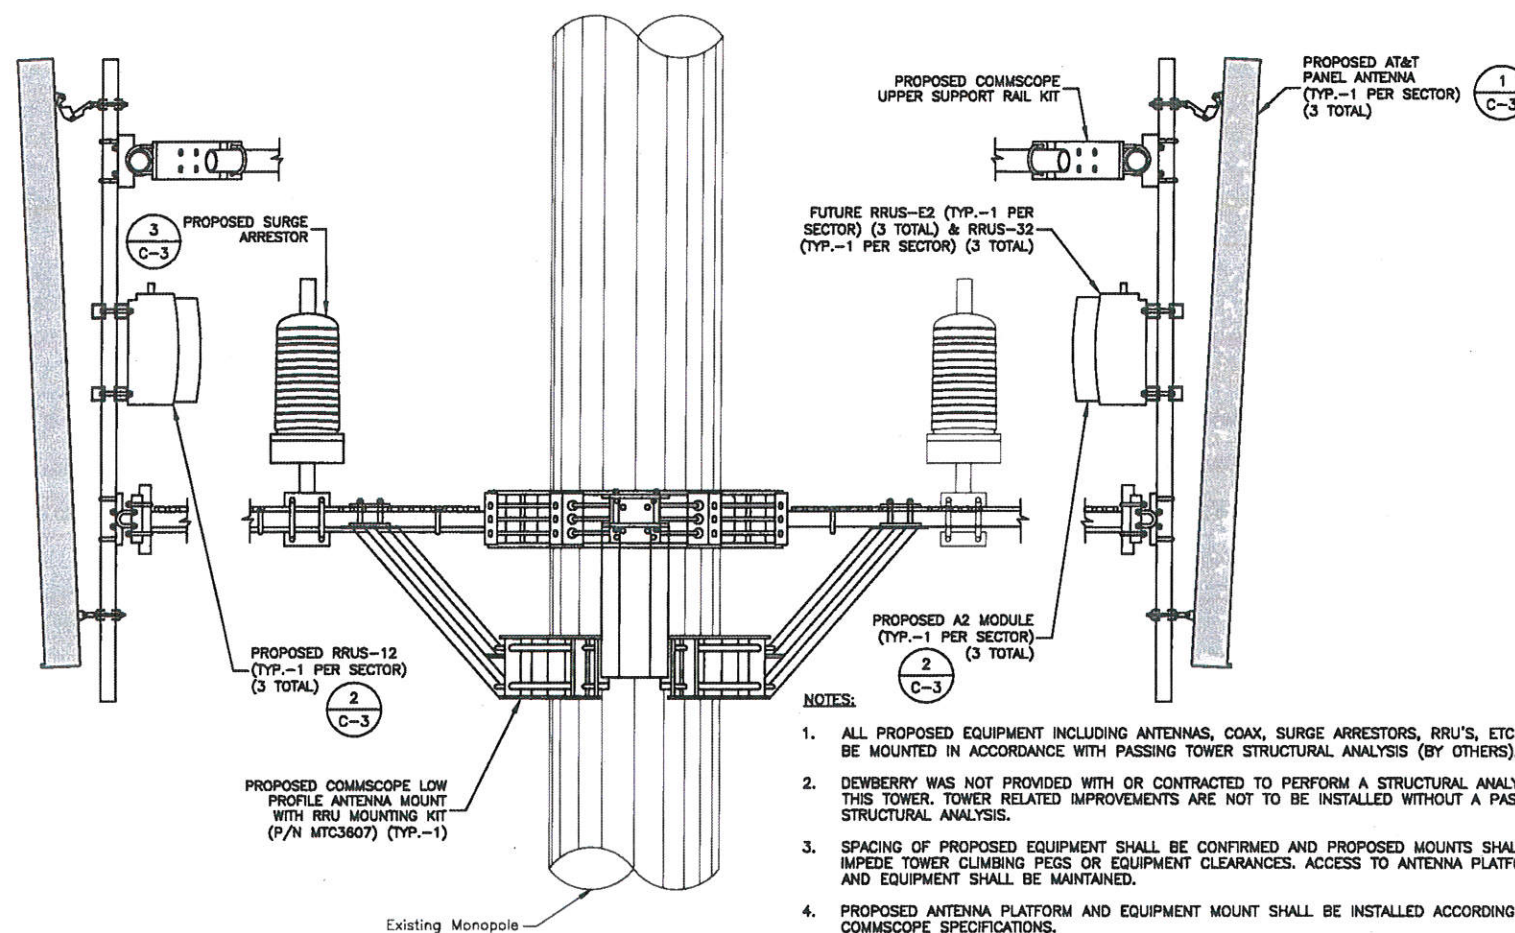 PROPOSED COMMSCOPE
UPPER SUPPORT RAIL KIT
PROPOSED AT&T
PANEL ANTENNA
(TYP.-1 PER SECTOR)
(3 TOTAL)
1
C-3
3
C-3
PROPOSED SURGE
ARRESTOR
FUTURE RRUS-E2 (TYP.-1 PER
SECTOR) (3 TOTAL) & RRUS-32
(TYP.-1 PER SECTOR) (3 TOTAL)
PROPOSED RRUS-12
(TYP.-1 PER SECTOR)
(3 TOTAL)
2
C-3
PROPOSED A2 MODULE
(TYP.-1 PER SECTOR)
(3 TOTAL)
2
C-3
PROPOSED COMMSCOPE LOW
PROFILE ANTENNA MOUNT
WITH RRU MOUNTING KIT
(P/N MTC3607) (TYP.-1)
Existing Monopole
NOTES:
1. ALL PROPOSED EQUIPMENT INCLUDING ANTENNAS, COAX, SURGE ARRESTORS, RRU'S, ETC
BE MOUNTED IN ACCORDANCE WITH PASSING TOWER STRUCTURAL ANALYSIS (BY OTHERS)
2. DEWBERRY WAS NOT PROVIDED WITH OR CONTRACTED TO PERFORM A STRUCTURAL ANALY
THIS TOWER. TOWER RELATED IMPROVEMENTS ARE NOT TO BE INSTALLED WITHOUT A PAS
STRUCTURAL ANALYSIS.
3. SPACING OF PROPOSED EQUIPMENT SHALL BE CONFIRMED AND PROPOSED MOUNTS SHAL
IMPEDE TOWER CLIMBING PEGS OR EQUIPMENT CLEARANCES. ACCESS TO ANTENNA PLATF
AND EQUIPMENT SHALL BE MAINTAINED.
4. PROPOSED ANTENNA PLATFORM AND EQUIPMENT MOUNT SHALL BE INSTALLED ACCORDING
COMMSCOPE SPECIFICATIONS.